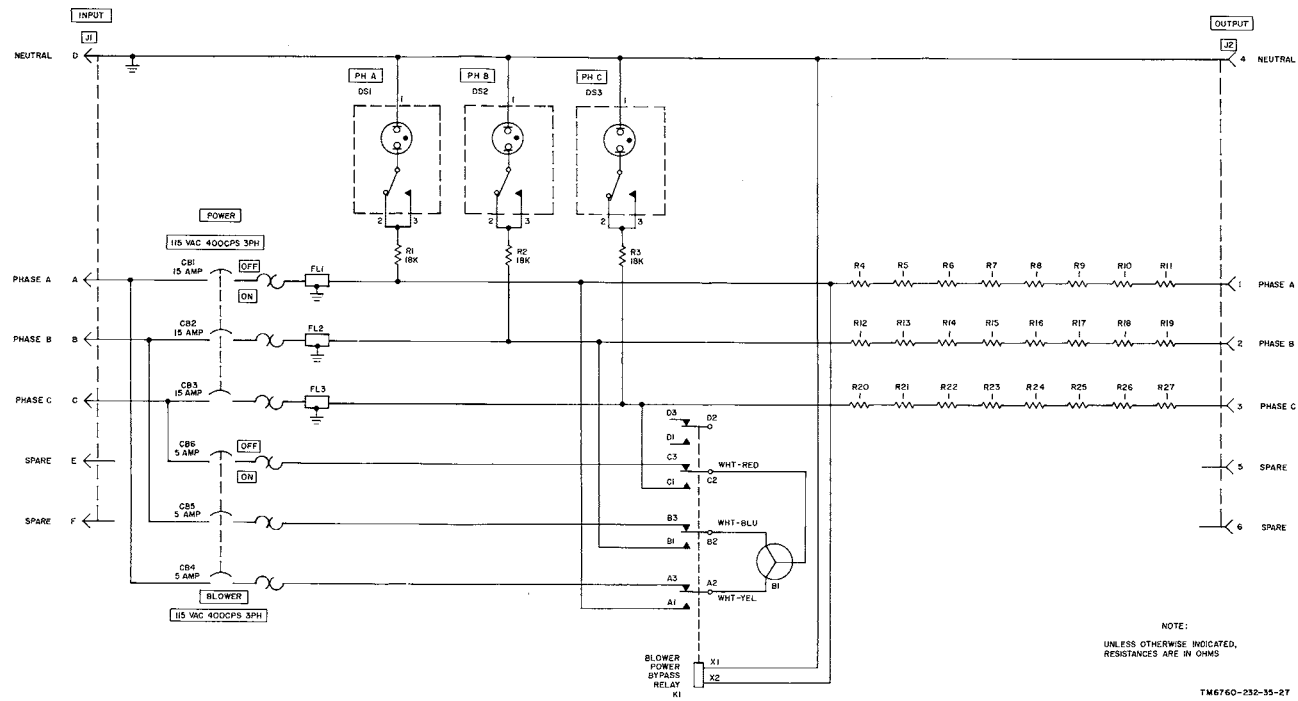 INPUT
J1
NEUTRAL D
OUTPUT
J2
4 NEUTRAL
PH A
DS1
1
2 3
R1
18K
PH B
DS2
1
2 3
R2
18K
PH C
DS3
1
2 3
R3
18K
POWER
115 VAC 400CPS 3PH
PHASE A A
CB1
15 AMP
OFF
ON
FL1
R4 R5 R6 R7 R8 R9 R10 R11
1 PHASE A
PHASE B B
CB2
15 AMP
FL2
R12 R13 R14 R15 R16 R17 R18 R19
2 PHASE B
PHASE C C
CB3
15 AMP
FL3
R20 R21 R22 R23 R24 R25 R26 R27
3 PHASE C
D3 D2
D1
SPARE E
CB6
5 AMP
OFF
ON
C3 WHT-RED
C1 C2
5 SPARE
SPARE F
CB5
5 AMP
B3 WHT-BLU
B1 B2
6 SPARE
CB4
5 AMP
A3 A2
WHT-YEL
A1
B1
BLOWER
115 VAC 400CPS 3PH
BLOWER
POWER
BYPASS
RELAY
K1
X1
X2
NOTE:
UNLESS OTHERWISE INDICATED,
RESISTANCES ARE IN OHMS
TM6760-232-35-27